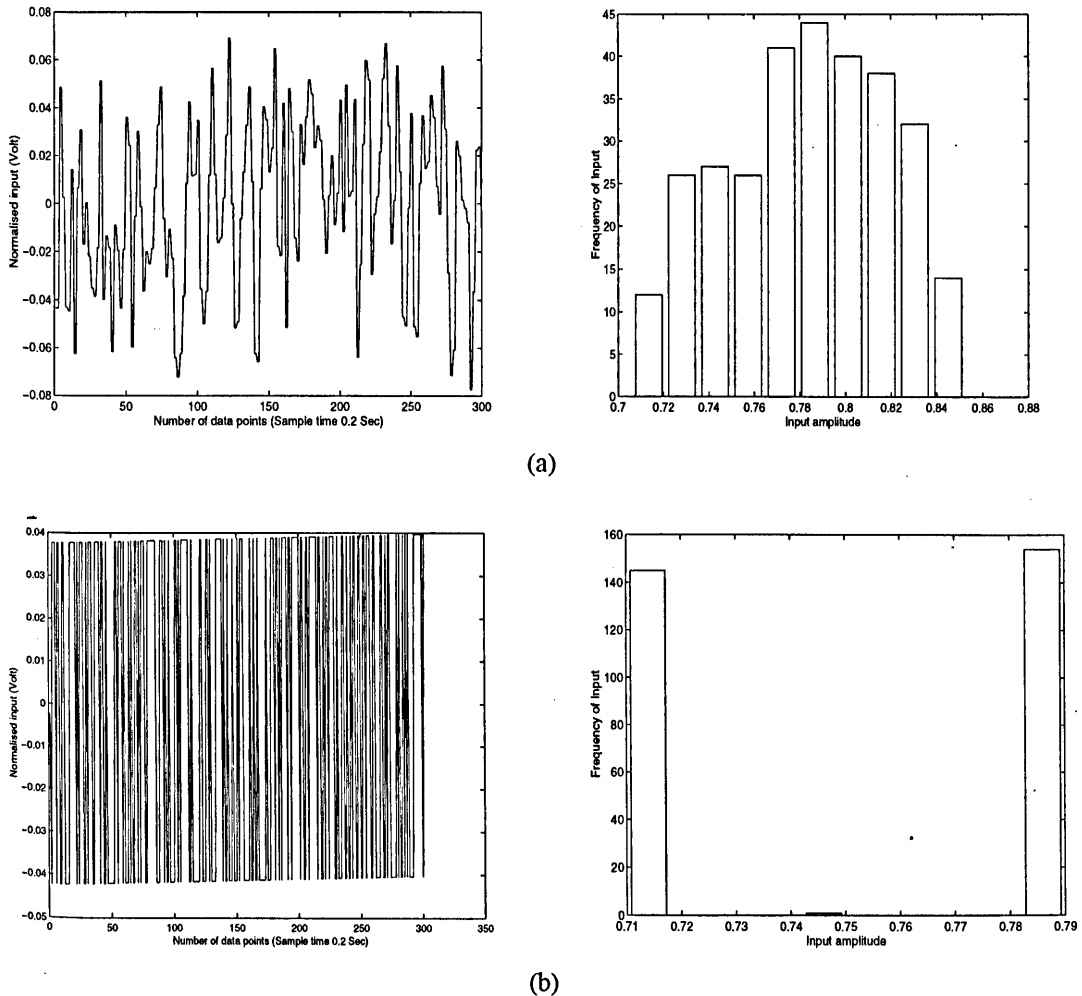 0.08
0.06
0.04
0.02
0
−0.02
−0.04
−0.06
−0.08
Normalised input (Volt)
0 50 100 150 200 250 300
Number of data points (Sample time 0.2 Sec)
45
40
35
30
25
20
15
10
5
0
Frequency of Input
0.7 0.72 0.74 0.76 0.78 0.8 0.82 0.84 0.86 0.88
Input amplitude
(a)
0.04
0.03
0.02
0.01
0
−0.01
−0.02
−0.03
−0.04
−0.05
Normalised input (Volt)
0 50 100 150 200 250 300 350
Number of data points (Sample time 0.2 Sec)
160
140
120
100
80
60
40
20
0
Frequency of Input
0.71 0.72 0.73 0.74 0.75 0.76 0.77 0.78 0.79
Input amplitude
(b)